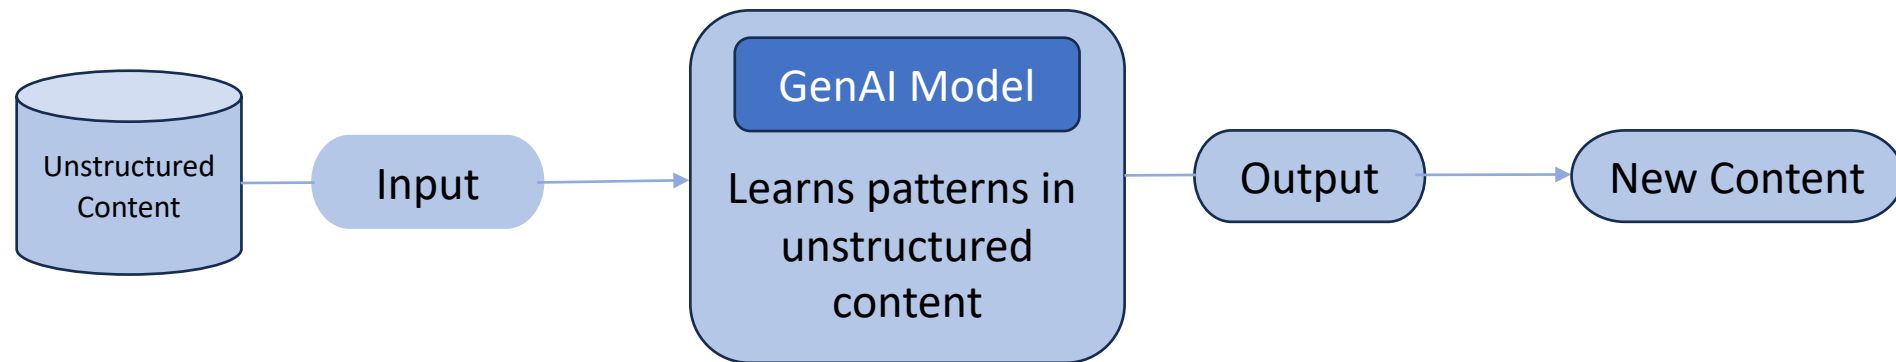 Unstructured
Content
Input
GenAI Model
Learns patterns in
unstructured
content
Output
New Content